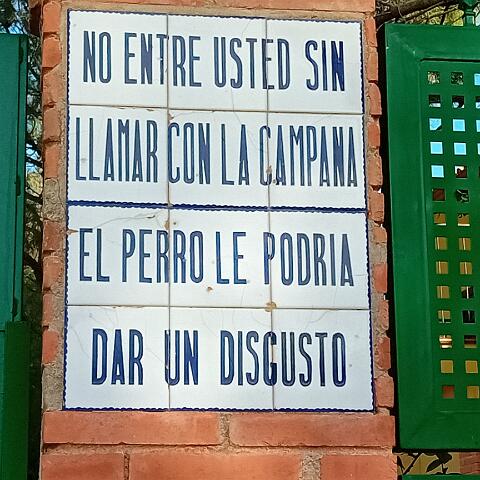 NO ENTRE USTED SIN
LLAMAR CON LA CAMPANA
EL PERRO LE PODRIA
DAR UN DISGUSTO